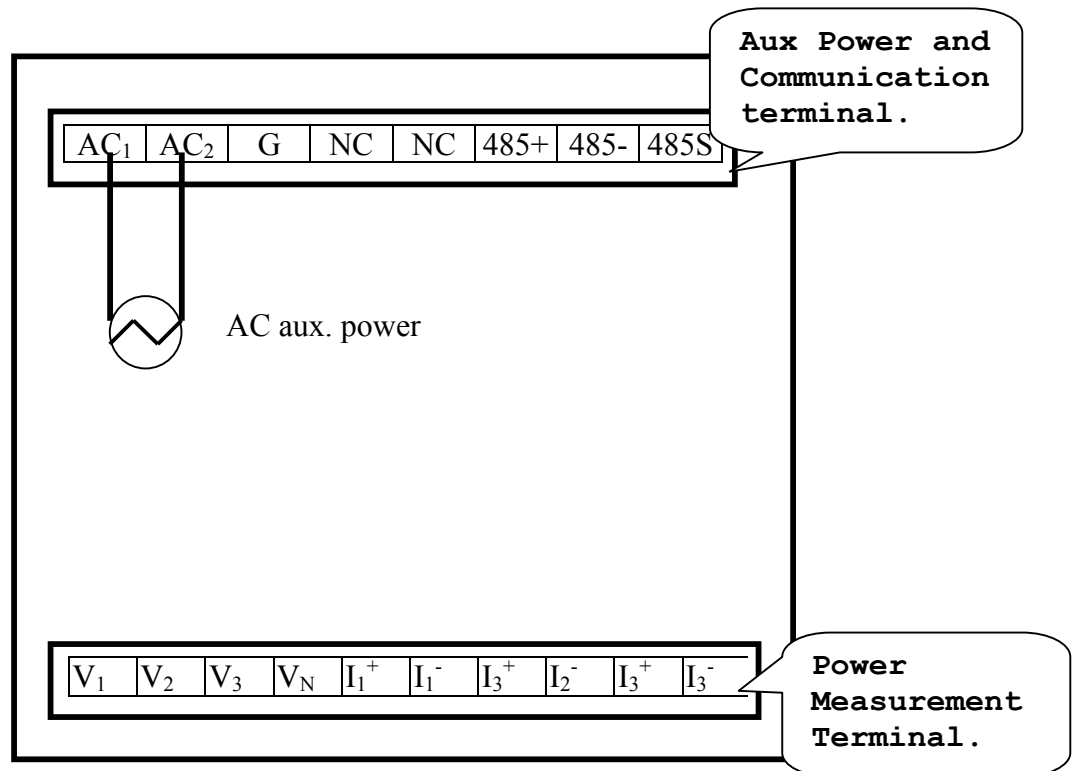 Aux Power and
Communication
terminal.
AC₁ AC₂ G NC NC 485+ 485- 485S
AC aux. power
V₁ V₂ V₃ V_N I₁⁺ I₁⁻ I₃⁺ I₂⁻ I₃⁺ I₃⁻
Power
Measurement
Terminal.